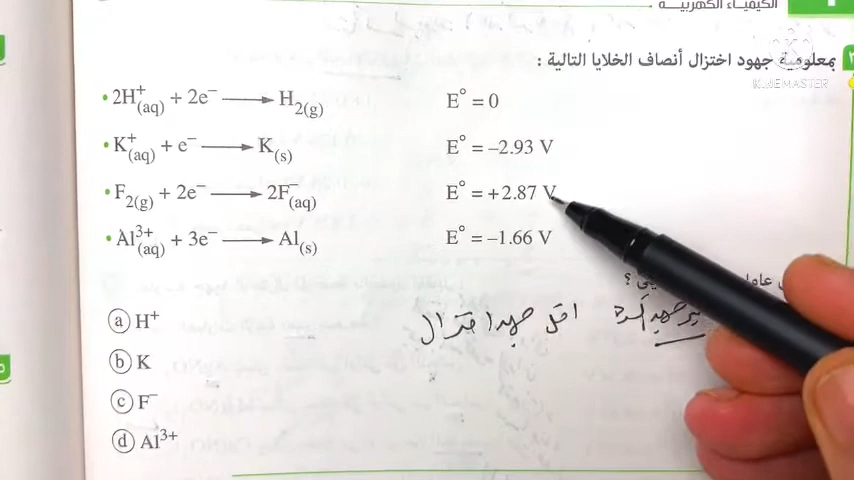 الكيمياء الكهربية
KINEMASTER
بمعلومية جهود اختزال أنصاف الخلايا التالية :
• 2H⁺(aq) + 2e⁻ ⟶ H₂(g) E° = 0
• K⁺(aq) + e⁻ ⟶ K(s) E° = –2.93 V
• F₂(g) + 2e⁻ ⟶ 2F⁻(aq) E° = +2.87 V
• Al³⁺(aq) + 3e⁻ ⟶ Al(s) E° = –1.66 V
؟
اقل جهد اختزال
ⓐ H⁺
ⓑ K
ⓒ F⁻
ⓓ Al³⁺